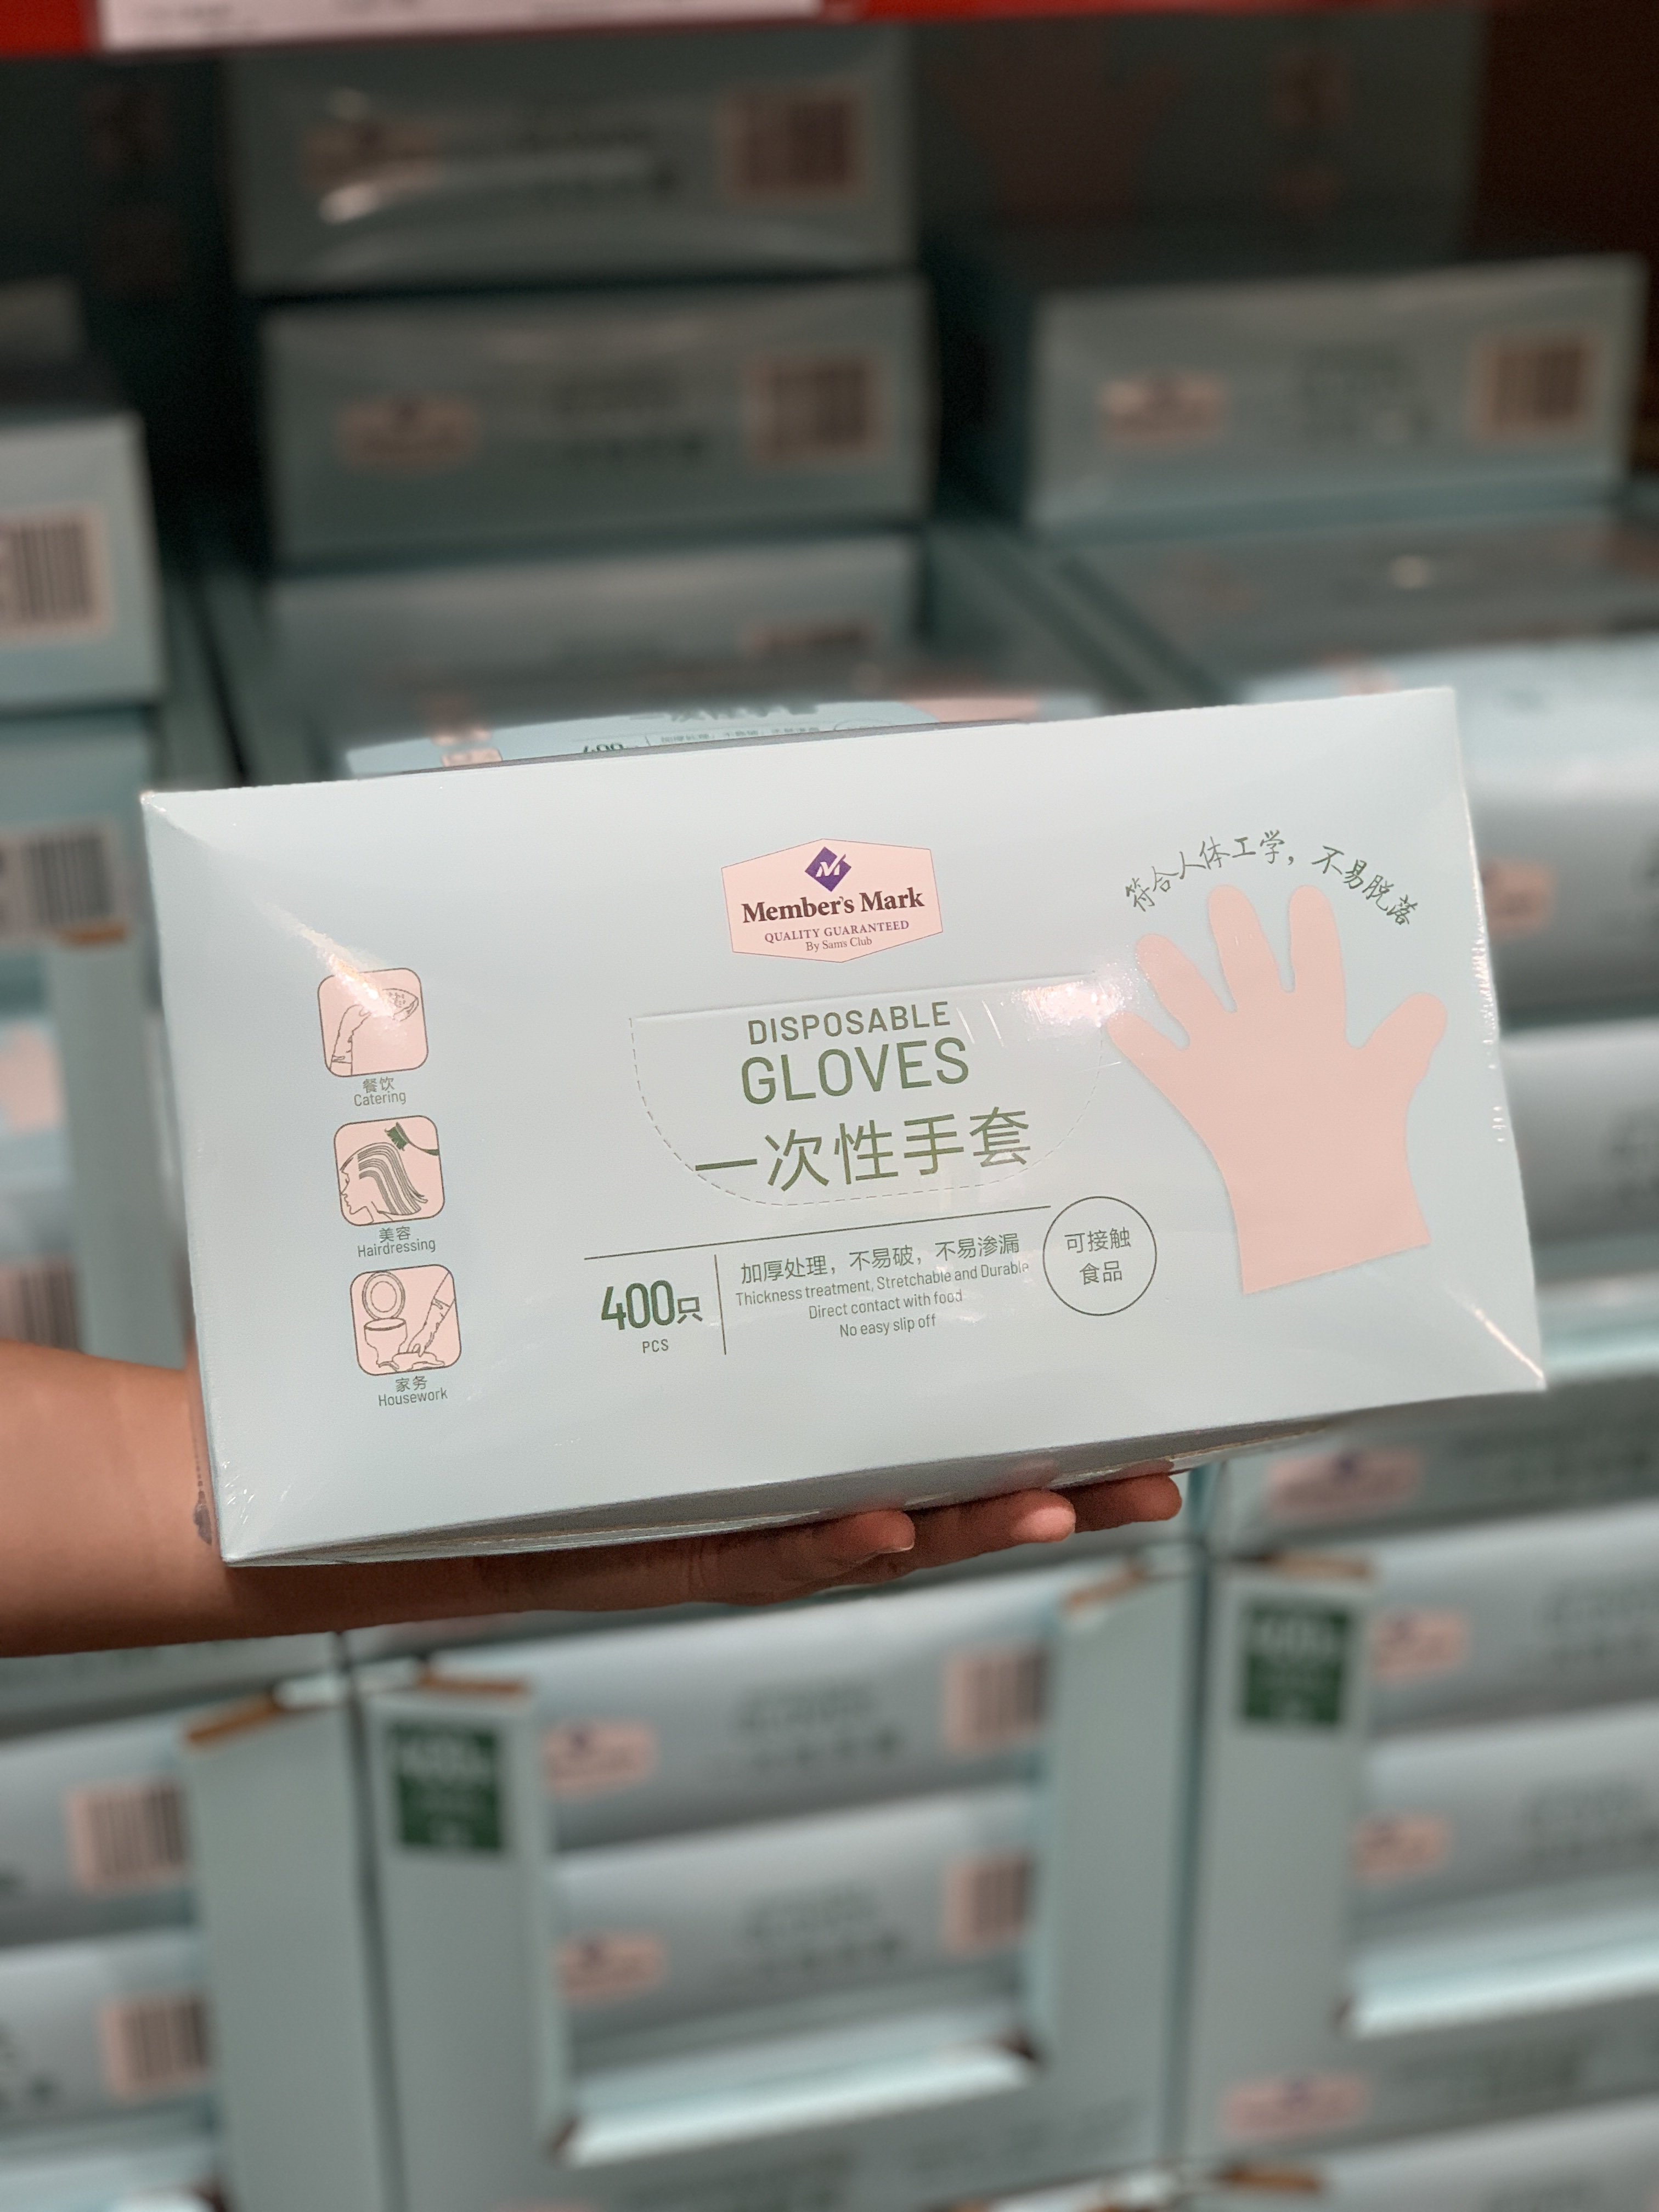 Member's Mark
QUALITY GUARANTEED
By Sams Club
符合人体工学，不易脱落
DISPOSABLE
GLOVES
一次性手套
餐饮
Catering
美容
Hairdressing
家务
Housework
400只
PCS
加厚处理，不易破，不易渗漏
Thickness treatment, Stretchable and Durable
Direct contact with food
No easy slip off
可接触
食品